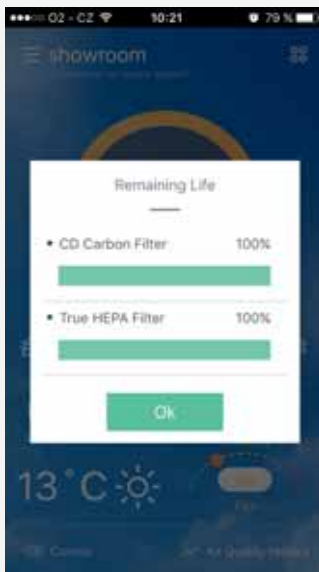 O2 - CZ 10:21 79 %
showroom
Remaining Life
• CD Carbon Filter 100%
• True HEPA Filter 100%
Ok
13°C